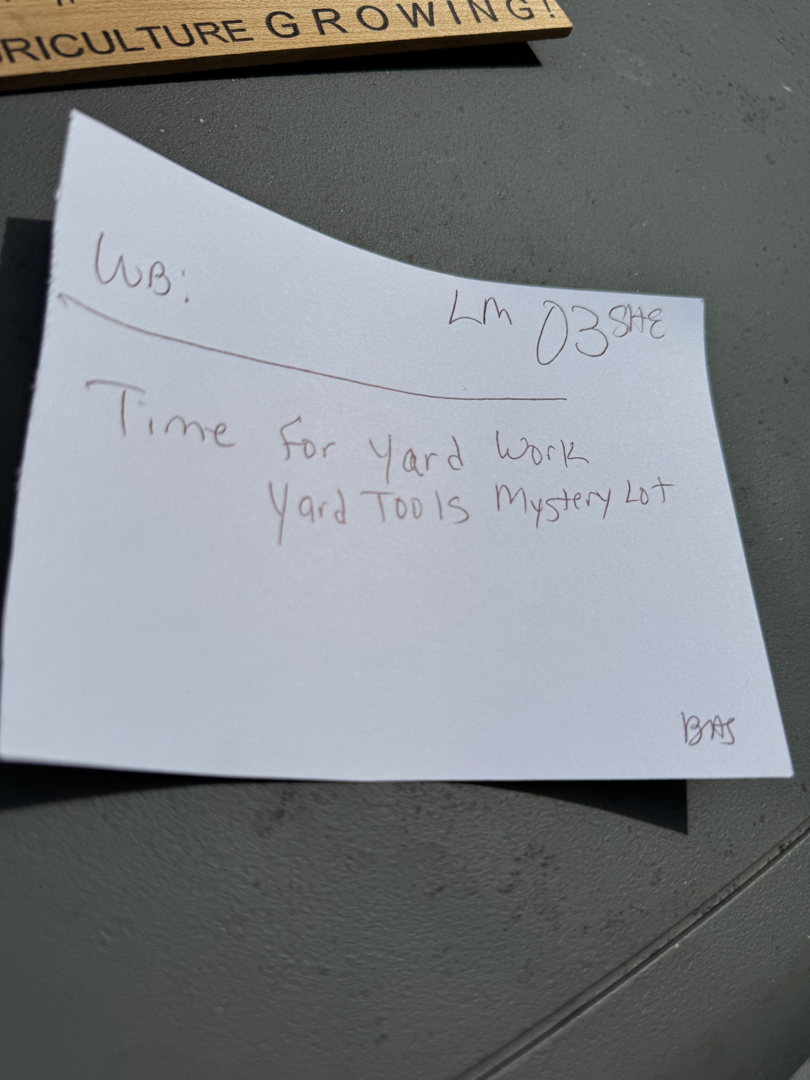 RICULTURE GROWING!
WB:
LM 03SHE
Time For Yard Work
Yard Tools Mystery Lot
BAS